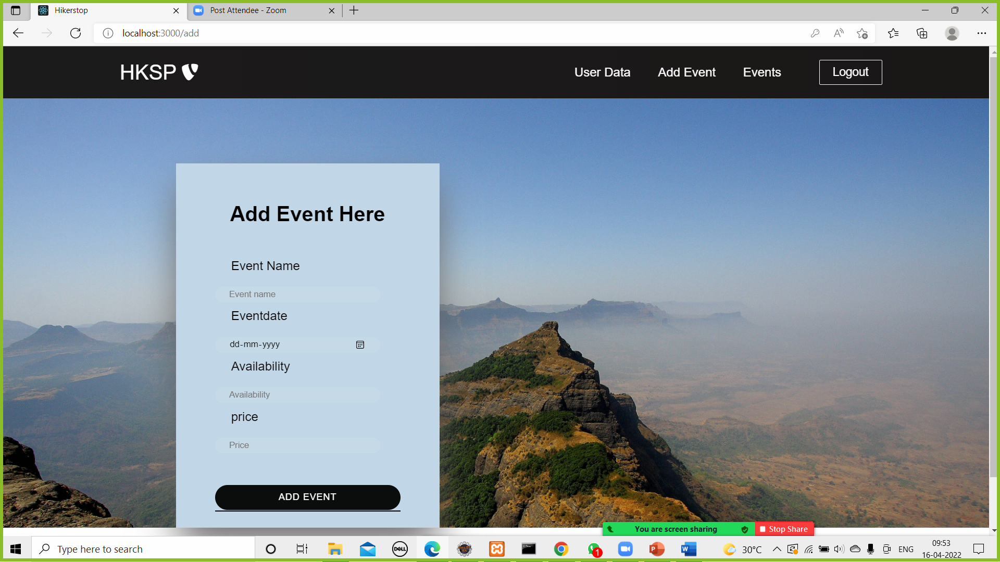 Hikerstop
Post Attendee - Zoom
localhost:3000/add
HKSP
User Data
Add Event
Events
Logout
Add Event Here
Event Name
Event name
Eventdate
dd-mm-yyyy
Availability
Availability
price
Price
ADD EVENT
You are screen sharing
Stop Share
Type here to search
DELL
1
30°C
ENG
09:53
16-04-2022